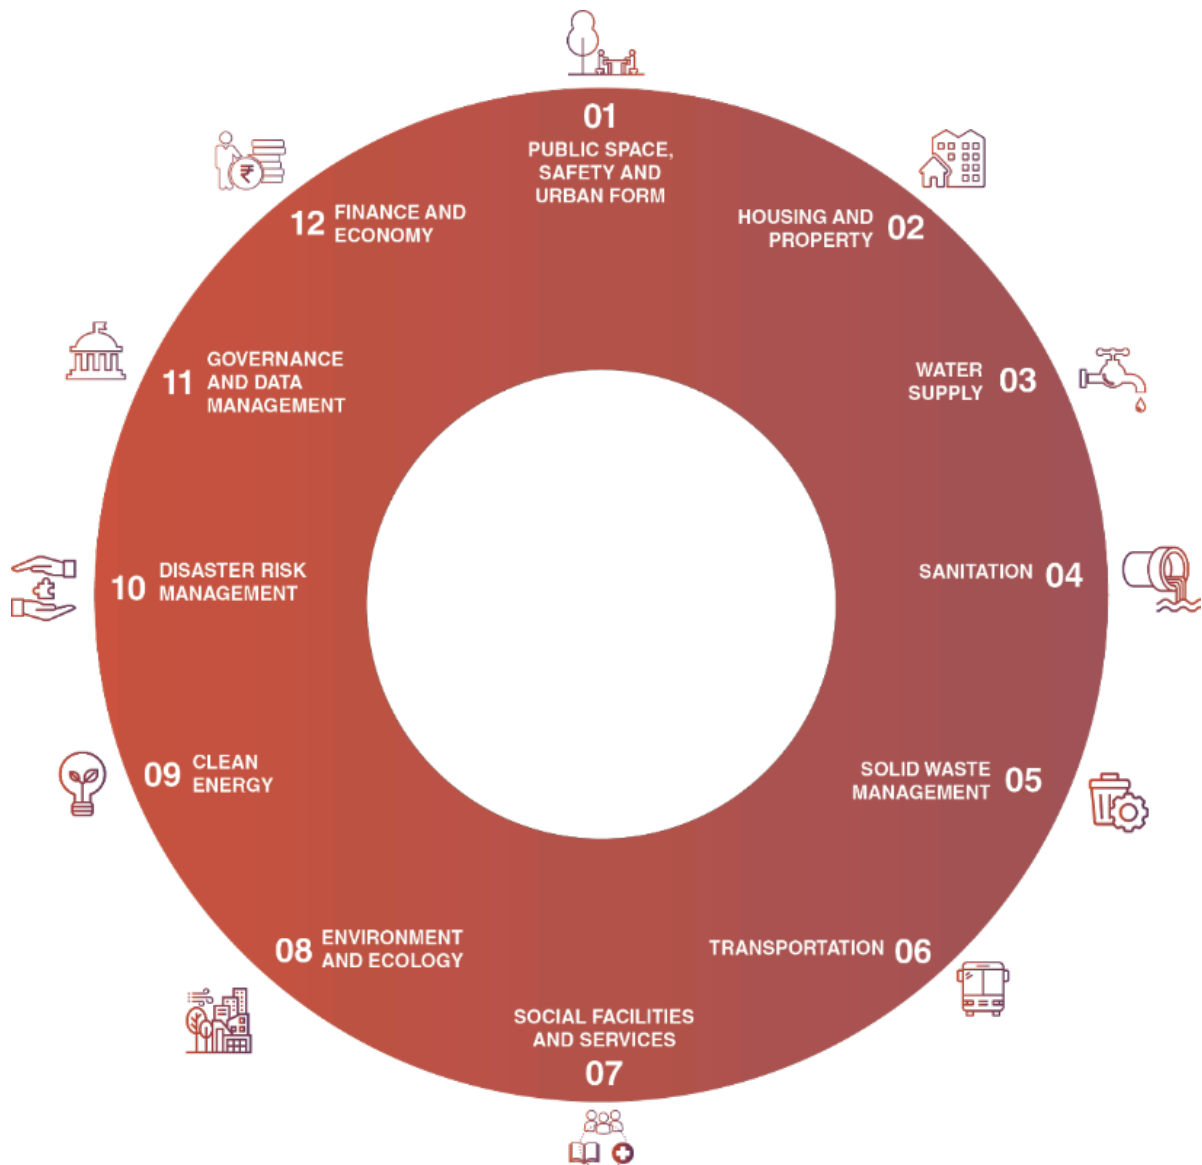 01
PUBLIC SPACE,
SAFETY AND
URBAN FORM
HOUSING AND
PROPERTY
02
WATER
SUPPLY
03
SANITATION
04
SOLID WASTE
MANAGEMENT
05
TRANSPORTATION
06
SOCIAL FACILITIES
AND SERVICES
07
08
ENVIRONMENT
AND ECOLOGY
09
CLEAN
ENERGY
10
DISASTER RISK
MANAGEMENT
11
GOVERNANCE
AND DATA
MANAGEMENT
12
FINANCE AND
ECONOMY
₹